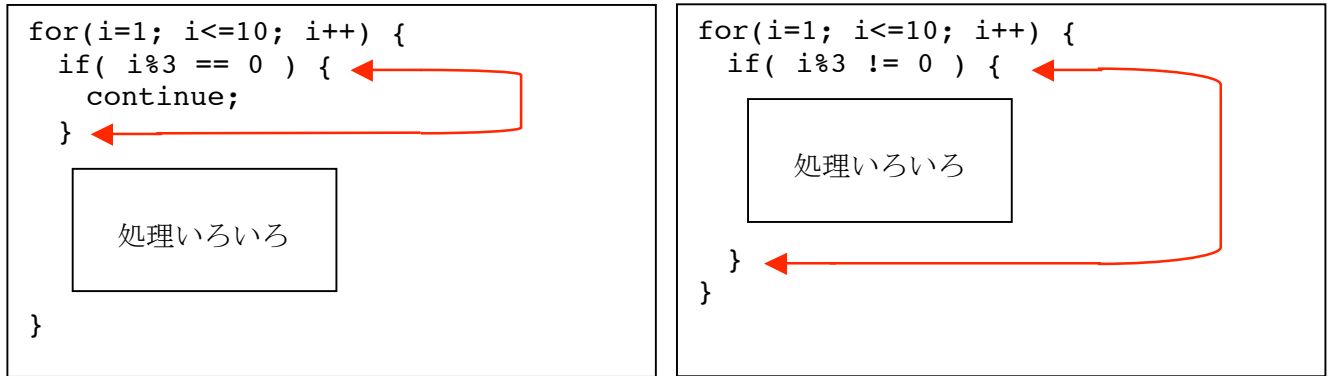 for(i=1; i<=10; i++) {
if( i%3 == 0 ) {
continue;
}
処理いろいろ
}
for(i=1; i<=10; i++) {
if( i%3 != 0 ) {
処理いろいろ
}
}